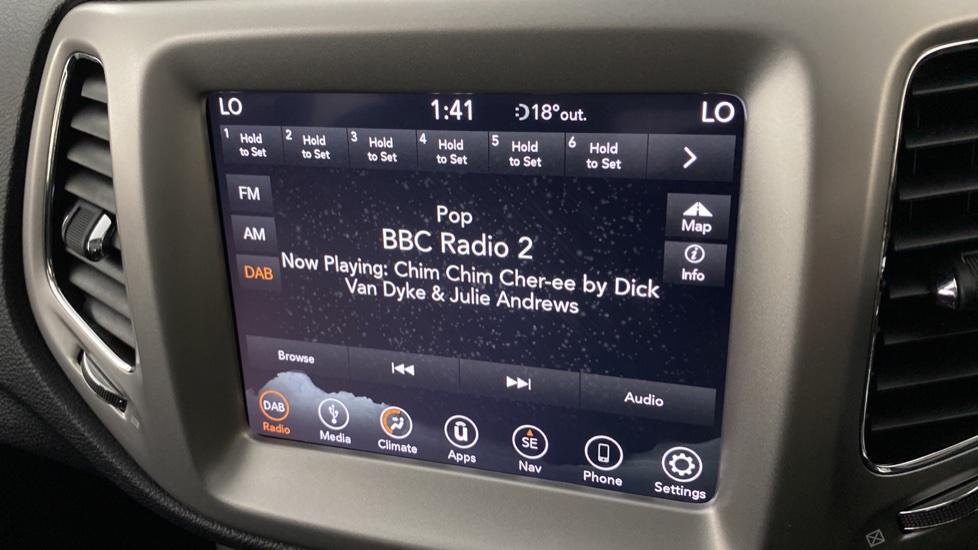 LO 1:41 18°out. LO
1 Hold to Set 2 Hold to Set 3 Hold to Set 4 Hold to Set 5 Hold to Set 6 Hold to Set
FM
AM
DAB
Map
Info
Pop
BBC Radio 2
Now Playing: Chim Chim Cher-ee by Dick
Van Dyke & Julie Andrews
Browse Audio
DAB SE
Radio Media Climate Apps Nav Phone Settings